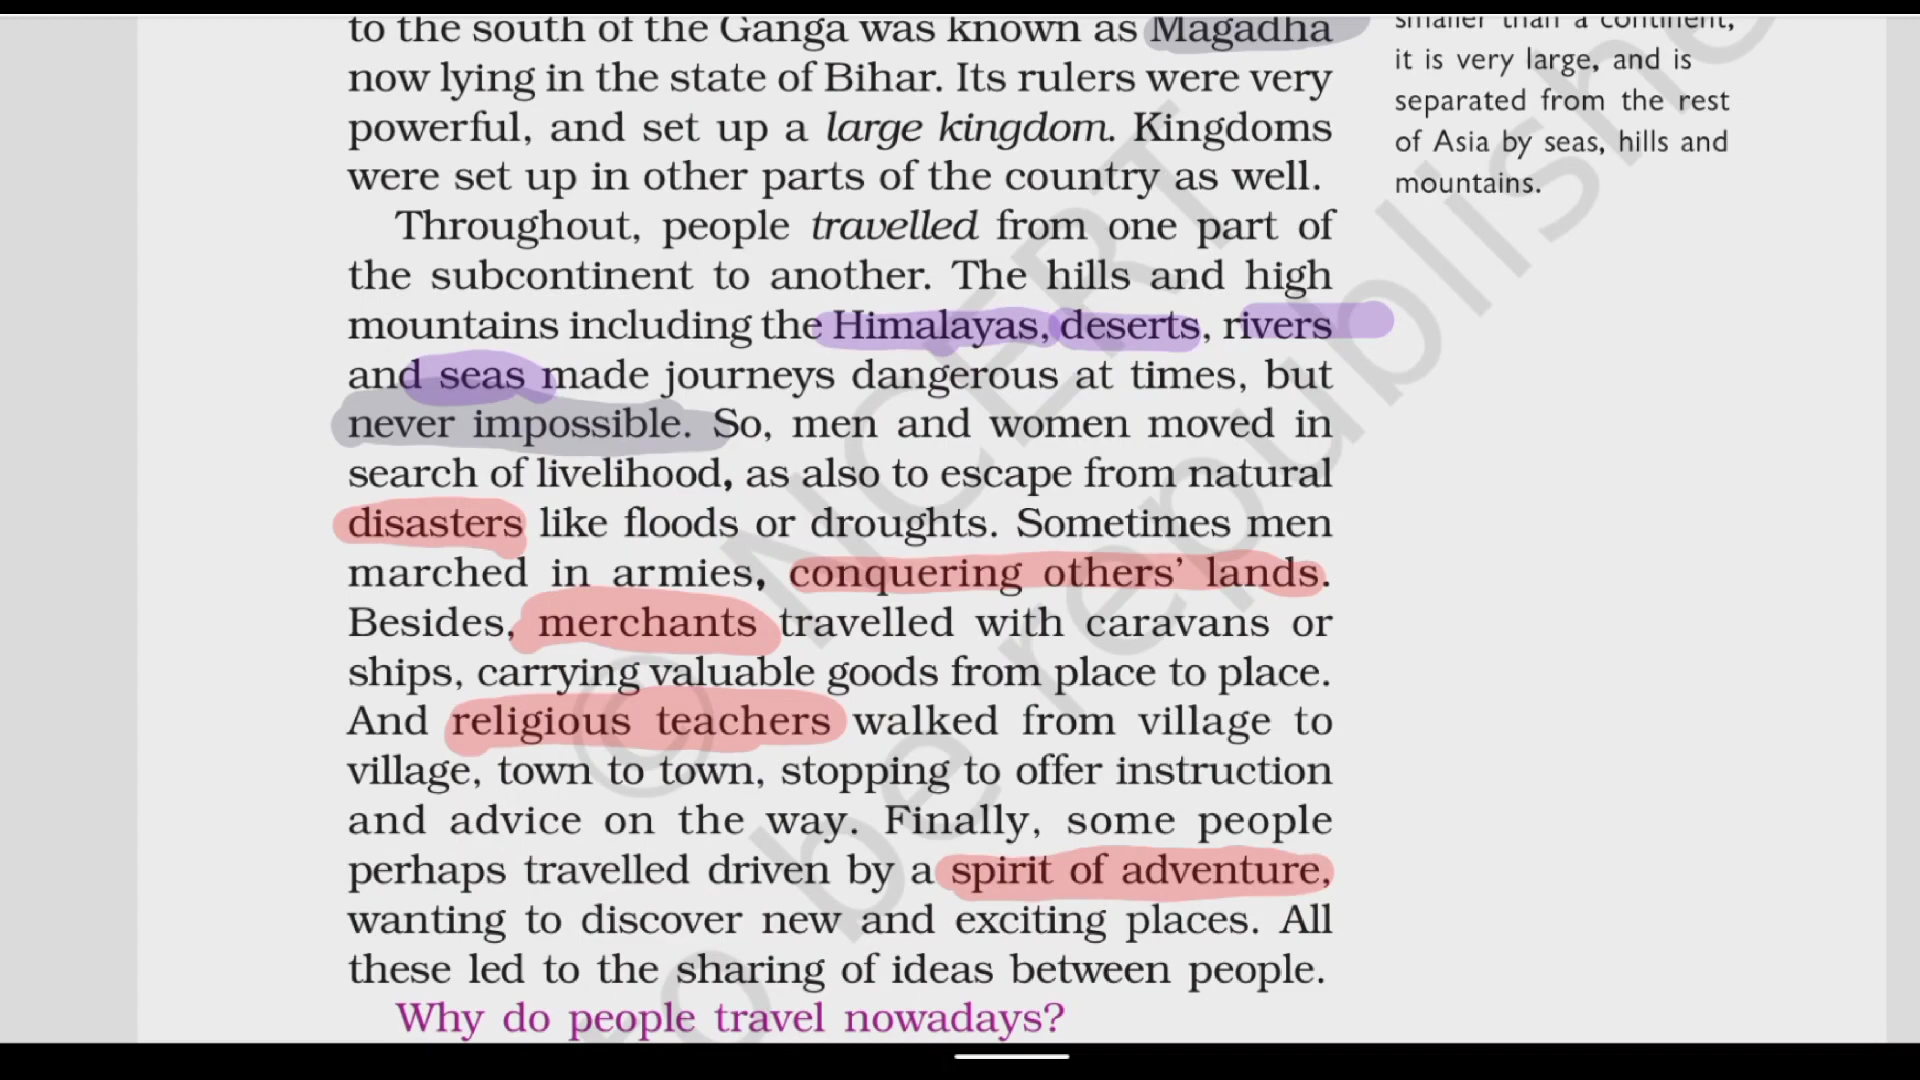 to the south of the Ganga was known as Magadha
now lying in the state of Bihar. Its rulers were very
powerful, and set up a large kingdom. Kingdoms
were set up in other parts of the country as well.
Throughout, people travelled from one part of
the subcontinent to another. The hills and high
mountains including the Himalayas, deserts, rivers
and seas made journeys dangerous at times, but
never impossible. So, men and women moved in
search of livelihood, as also to escape from natural
disasters like floods or droughts. Sometimes men
marched in armies, conquering others’ lands.
Besides, merchants travelled with caravans or
ships, carrying valuable goods from place to place.
And religious teachers walked from village to
village, town to town, stopping to offer instruction
and advice on the way. Finally, some people
perhaps travelled driven by a spirit of adventure,
wanting to discover new and exciting places. All
these led to the sharing of ideas between people.
Why do people travel nowadays?
smaller than a continent,
it is very large, and is
separated from the rest
of Asia by seas, hills and
mountains.
© NCERT
to be republishe